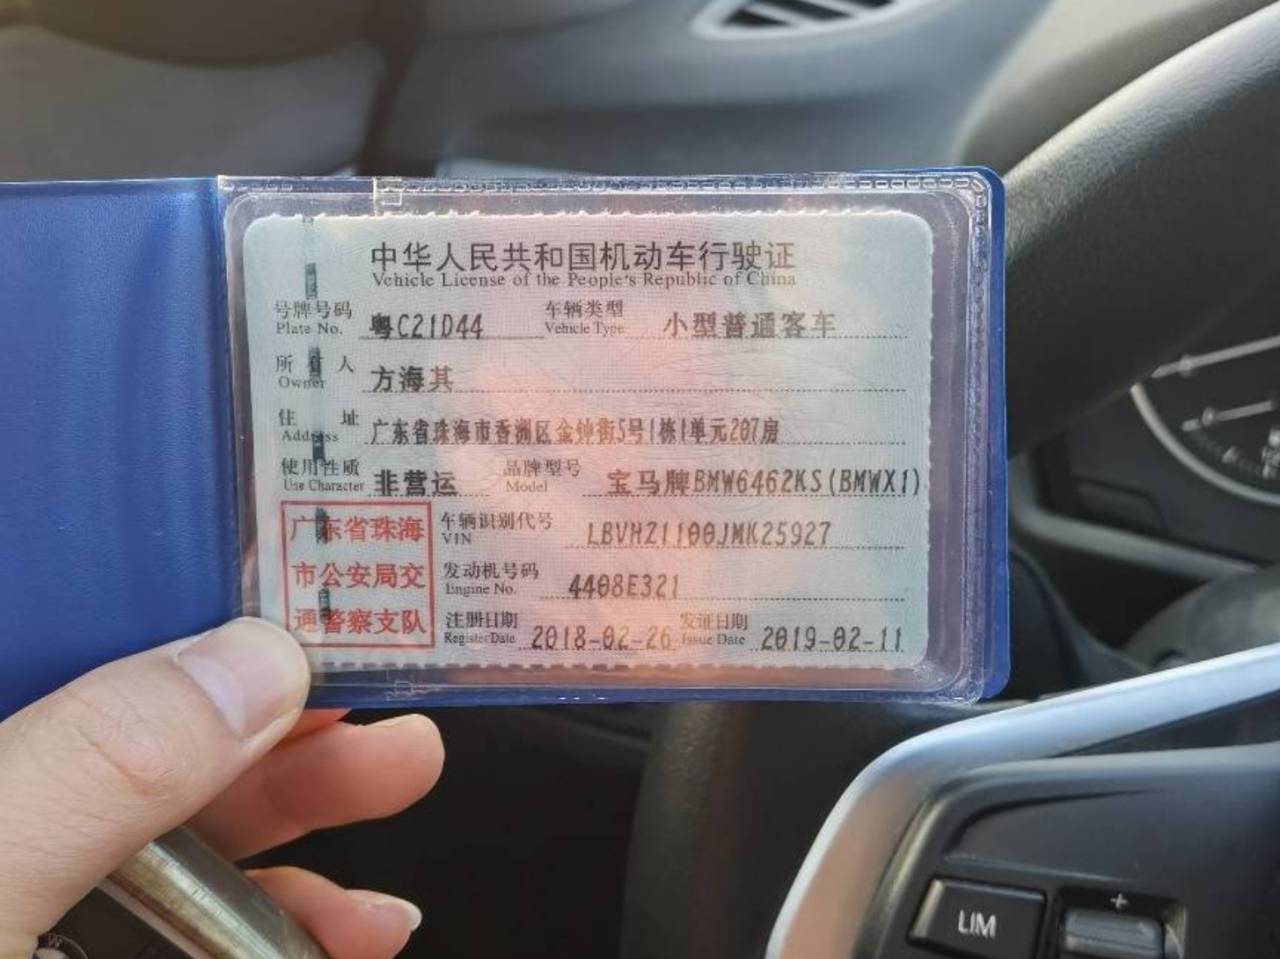 中华人民共和国机动车行驶证
Vehicle License of the People's Republic of China
号牌号码 Plate No. 粤C21D44 车辆类型 Vehicle Type 小型普通客车
所有人 Owner 方海其
住址 Address 广东省珠海市香洲区金钟街5号1栋1单元207房
使用性质 Use Character 非营运 品牌型号 Model 宝马牌BMW6462KS(BMWX1)
车辆识别代号 VIN LBVHZ1100JMK25927
发动机号码 Engine No. 4408E321
注册日期 Register Date 2018-02-26 发证日期 Issue Date 2019-02-11
广东省珠海
市公安局交
通警察支队
LIM
+